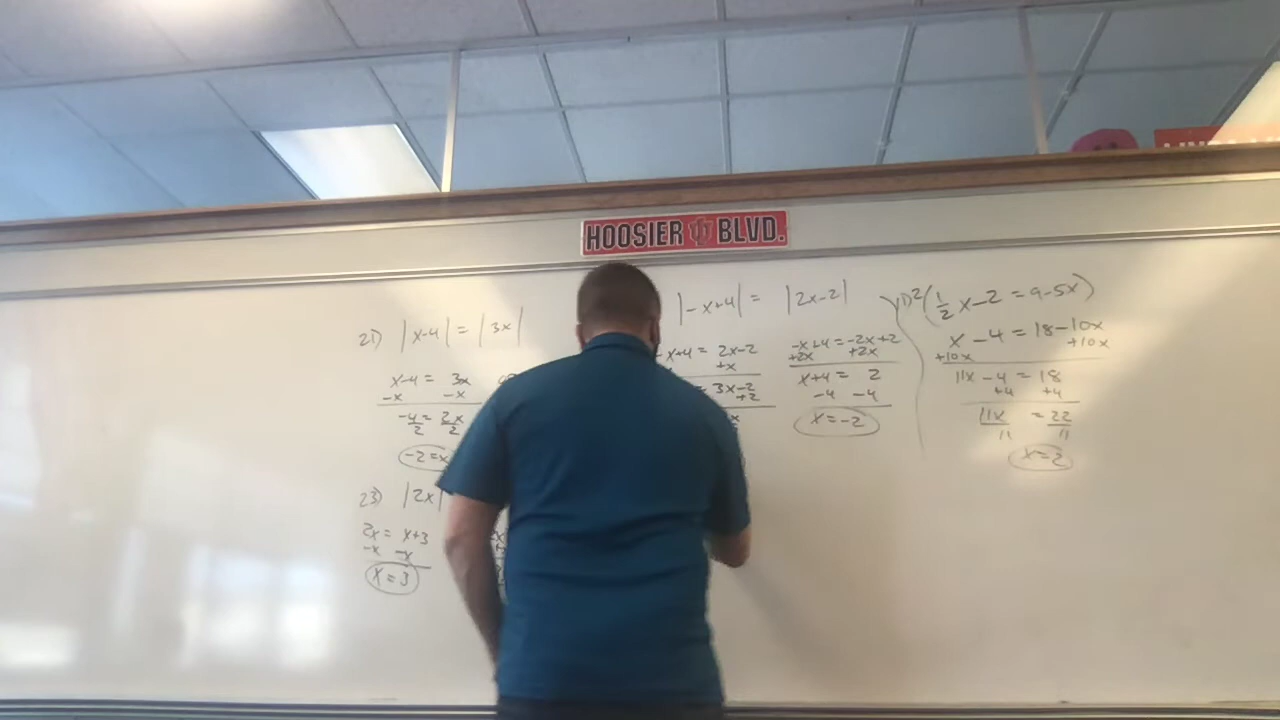 HOOSIER BLVD.
21) |x-4| = |3x|
x-4 = 3x
-x -x
-4 = 2x
2 2
-2 = x
23) |2x|
2x = x+3
-x -x
x = 3
|-x+4| = |2x-2|
x+4 = 2x-2
+x
= 3x-2
+2
-x+4 = -2x+2
+2x +2x
x+4 = 2
-4 -4
x = -2
2(1/2 x - 2 = 9-5x)
x - 4 = 18-10x
+10x +10x
11x - 4 = 18
+4 +4
11x = 22
11 11
x = 2